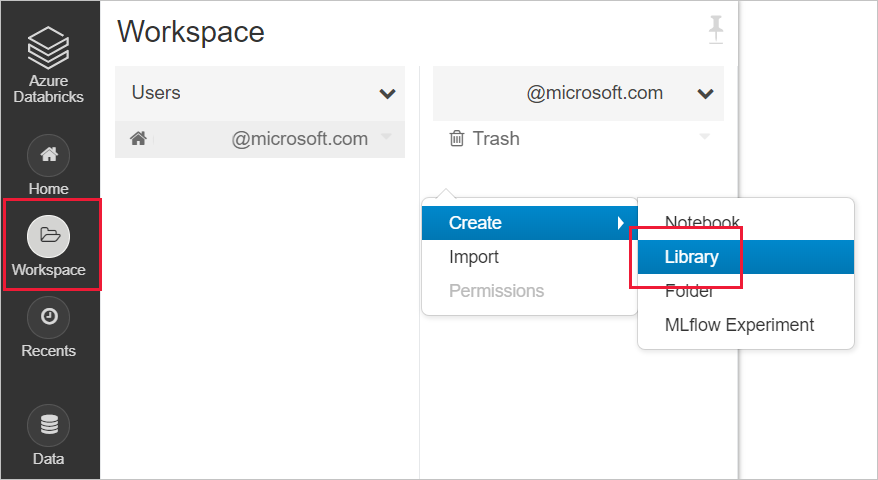 Azure
Databricks
Home
Workspace
Recents
Data
Workspace
Users
@microsoft.com
@microsoft.com
Trash
Create
Import
Permissions
Notebook
Library
Folder
MLflow Experiment